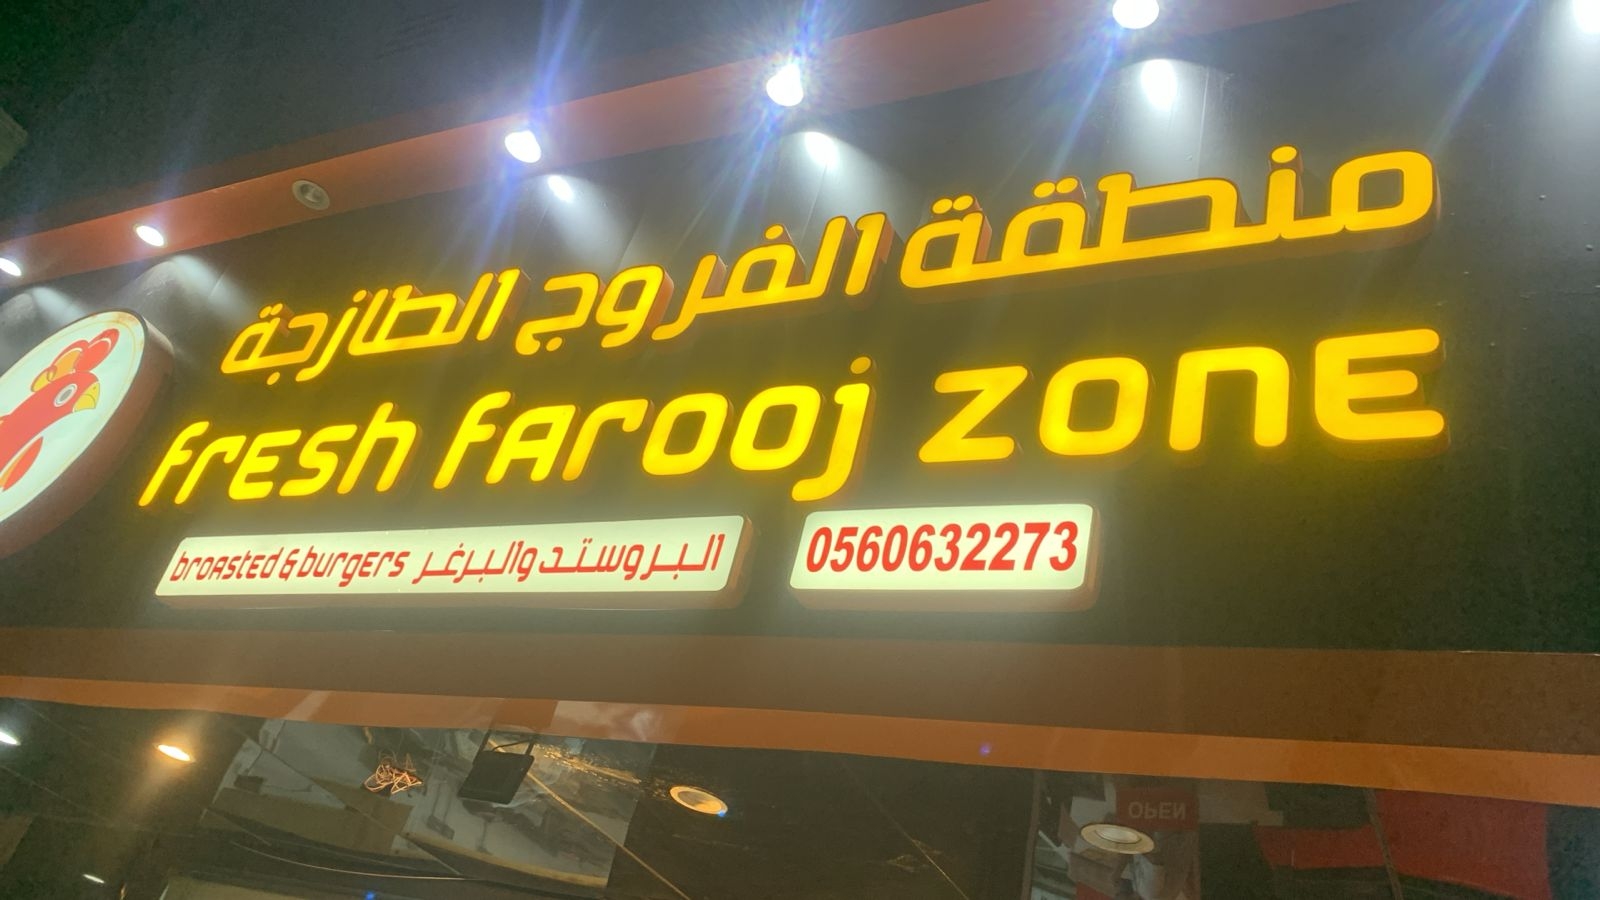 منطقة الفروج الطازجة
Fresh Farooj Zone
broasted & burgers البروستد والبرغر
0560632273
OPEN